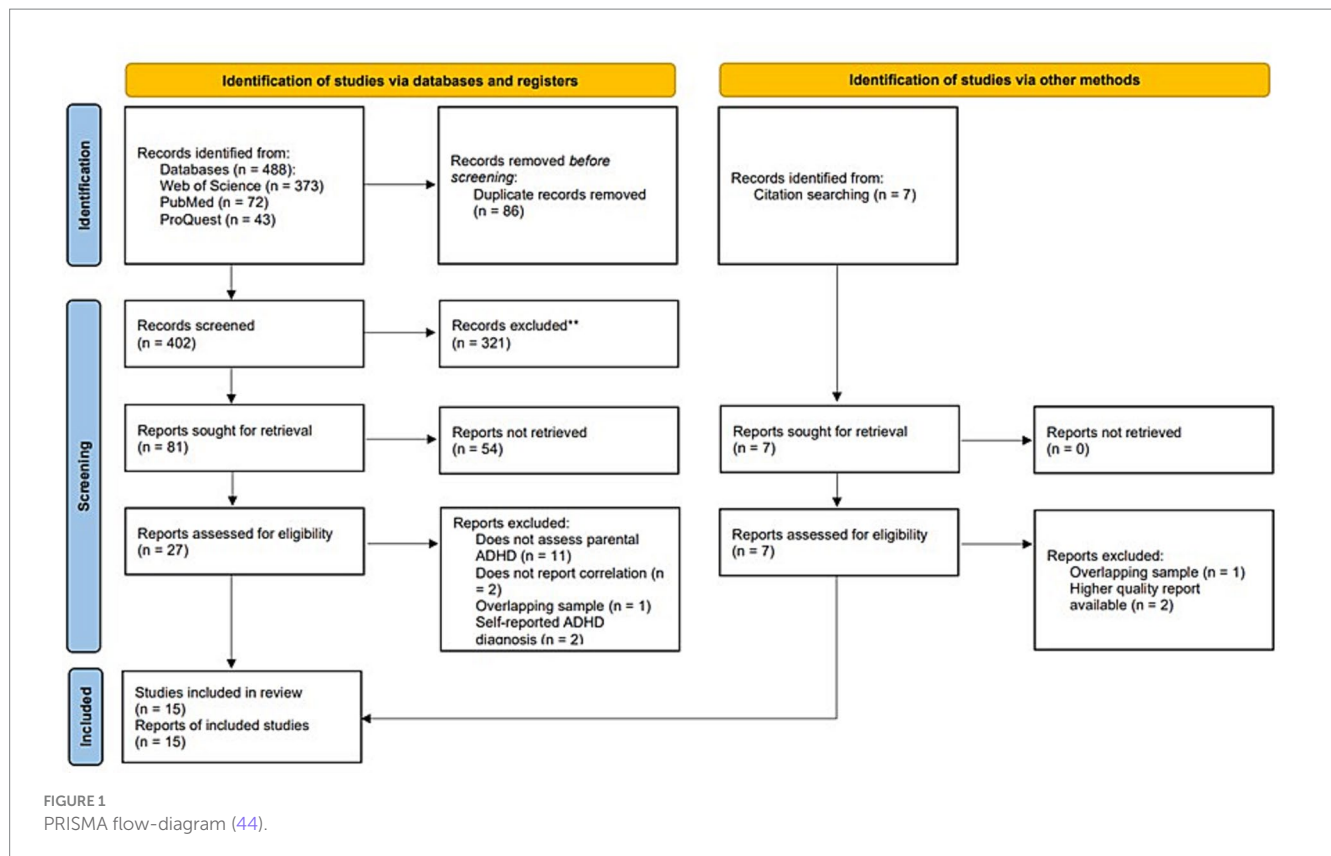 Identification of studies via databases and registers
Identification of studies via other methods
Identification
Records identified from:
Databases (n = 488):
Web of Science (n = 373)
PubMed (n = 72)
ProQuest (n = 43)
Records removed before
screening:
Duplicate records removed
(n = 86)
Records identified from:
Citation searching (n = 7)
Screening
Records screened
(n = 402)
Records excluded**
(n = 321)
Reports sought for retrieval
(n = 81)
Reports not retrieved
(n = 54)
Reports sought for retrieval
(n = 7)
Reports not retrieved
(n = 0)
Reports assessed for eligibility
(n = 27)
Reports excluded:
Does not assess parental
ADHD (n = 11)
Does not report correlation (n
= 2)
Overlapping sample (n = 1)
Self-reported ADHD
diagnosis (n = 2)
Reports assessed for eligibility
(n = 7)
Reports excluded:
Overlapping sample (n = 1)
Higher quality report
available (n = 2)
Included
Studies included in review
(n = 15)
Reports of included studies
(n = 15)
FIGURE 1
PRISMA flow-diagram (44).